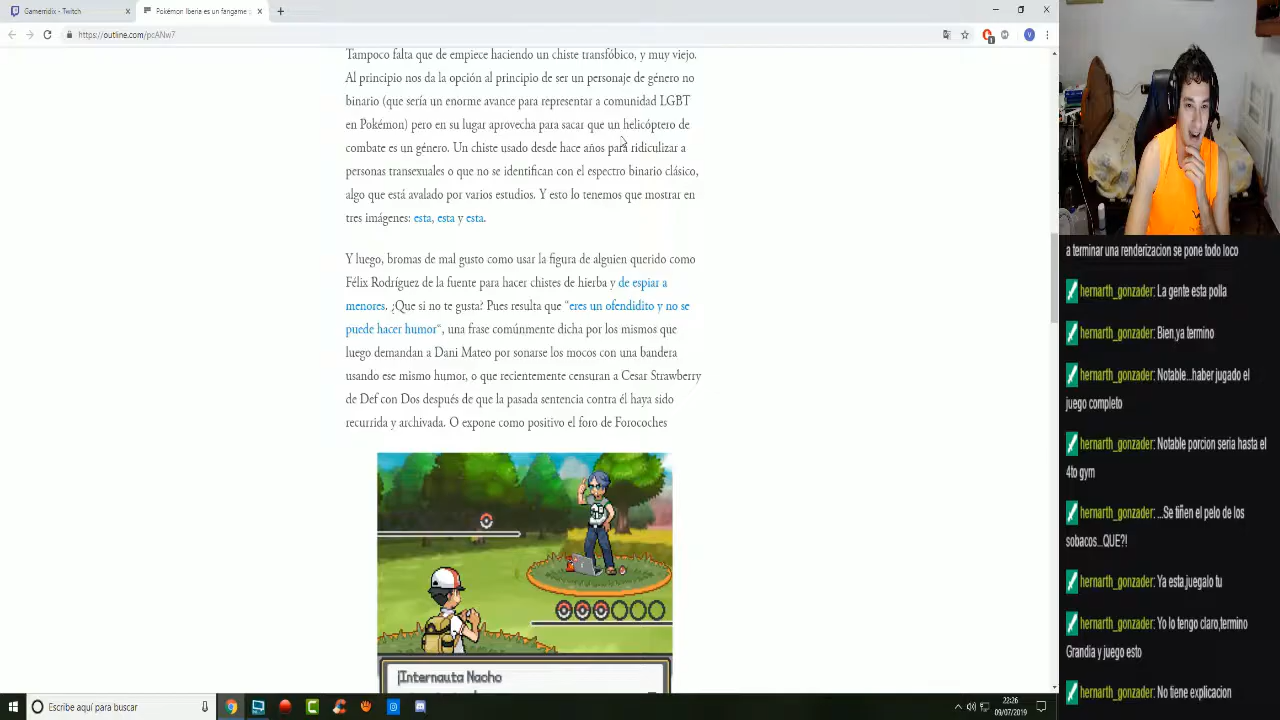 Gamerridix - Twitch
Pokémon Iberia es un fangame :
https://outline.com/pcANw7
Tampoco falta que de empiece haciendo un chiste transfóbico, y muy viejo.
Al principio nos da la opción al principio de ser un personaje de género no
binario (que sería un enorme avance para representar a comunidad LGBT
en Pokémon) pero en su lugar aprovecha para sacar que un helicóptero de
combate es un género. Un chiste usado desde hace años para ridiculizar a
personas transexuales o que no se identifican con el espectro binario clásico,
algo que está avalado por varios estudios. Y esto lo tenemos que mostrar en
tres imágenes: esta, esta y esta.
Y luego, bromas de mal gusto como usar la figura de alguien querido como
Félix Rodríguez de la fuente para hacer chistes de hierba y de espiar a
menores. ¿Que si no te gusta? Pues resulta que "eres un ofendidito y no se
puede hacer humor", una frase comúnmente dicha por los mismos que
luego demandan a Dani Mateo por sonarse los mocos con una bandera
usando ese mismo humor, o que recientemente censuran a Cesar Strawberry
de Def con Dos después de que la pasada sentencia contra él haya sido
recurrida y archivada. O expone como positivo el foro de Forocoches
Internauta Nacho
a terminar una renderizacion se pone todo loco
hernarth_gonzader: La gente esta polla
hernarth_gonzader: Bien,ya termino
hernarth_gonzader: Notable...haber jugado el
juego completo
hernarth_gonzader: Notable porcion seria hasta el
4to gym
hernarth_gonzader: ...Se tiñen el pelo de los
sobacos...QUE?!
hernarth_gonzader: Ya esta,juegalo tu
hernarth_gonzader: Yo lo tengo claro,termino
Grandia y juego esto
hernarth_gonzader: No tiene explicacion
Escribe aquí para buscar
22:26
09/07/2019